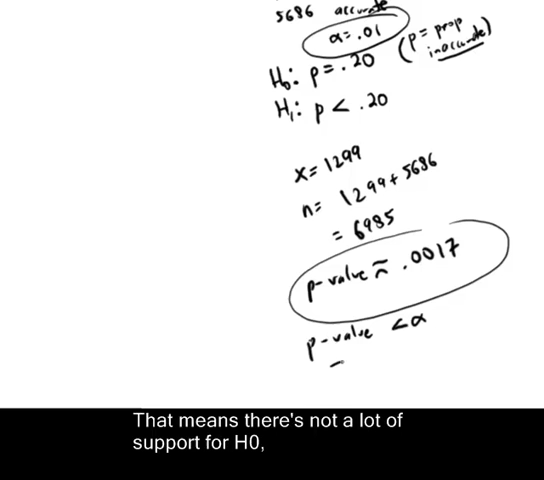 5686 accurate
α = .01
H₀: p = .20 (p = prop inaccurate)
H₁: p < .20
x = 1299
n = 1299 + 5686
= 6985
p-value ≈ .0017
p-value < α
That means there's not a lot of
support for H0,